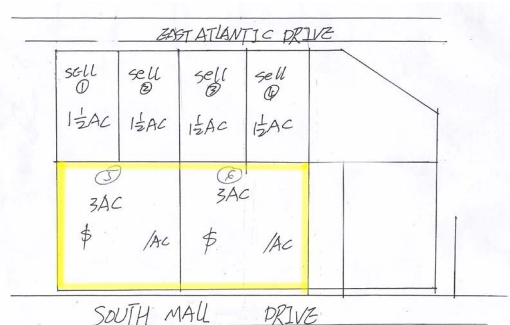 EAST ATLANTIC DRIVE
sell sell sell sell
① ② ③ ④
1½AC 1½AC 1½AC 1½AC
⑤ ⑥
3AC 3AC
$ /AC $ /AC
SOUTH MALL DRIVE